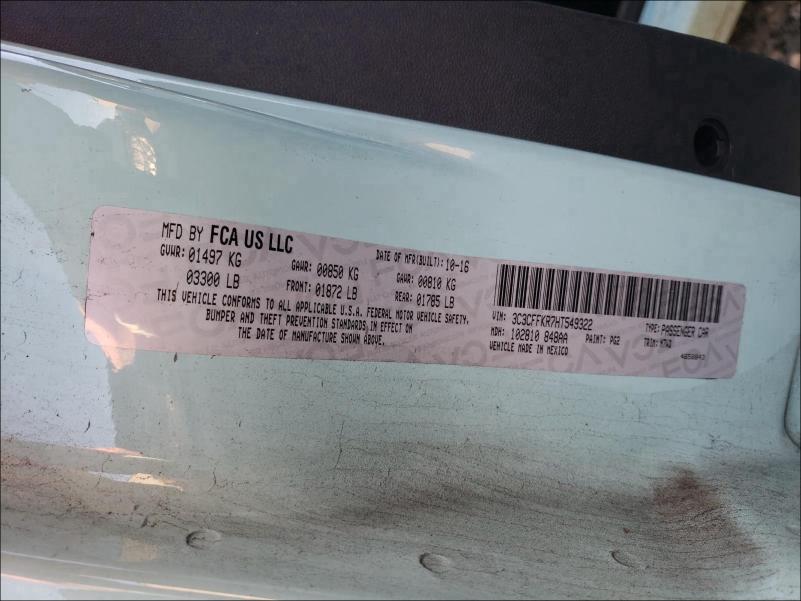 MFD BY FCA US LLC
DATE OF MFR(BUILT): 10-16
GVWR: 01497 KG
GAWR: 00850 KG
GAWR: 00810 KG
03300 LB
FRONT: 01872 LB
REAR: 01785 LB
THIS VEHICLE CONFORMS TO ALL APPLICABLE U.S.A. FEDERAL MOTOR VEHICLE SAFETY,
BUMPER AND THEFT PREVENTION STANDARDS IN EFFECT ON
THE DATE OF MANUFACTURE SHOWN ABOVE.
VIN: 3C3CFFKR7HT549322
TYPE: PASSENGER CAR
MDH: 102810 848AA
PAINT: PG2
VEHICLE MADE IN MEXICO